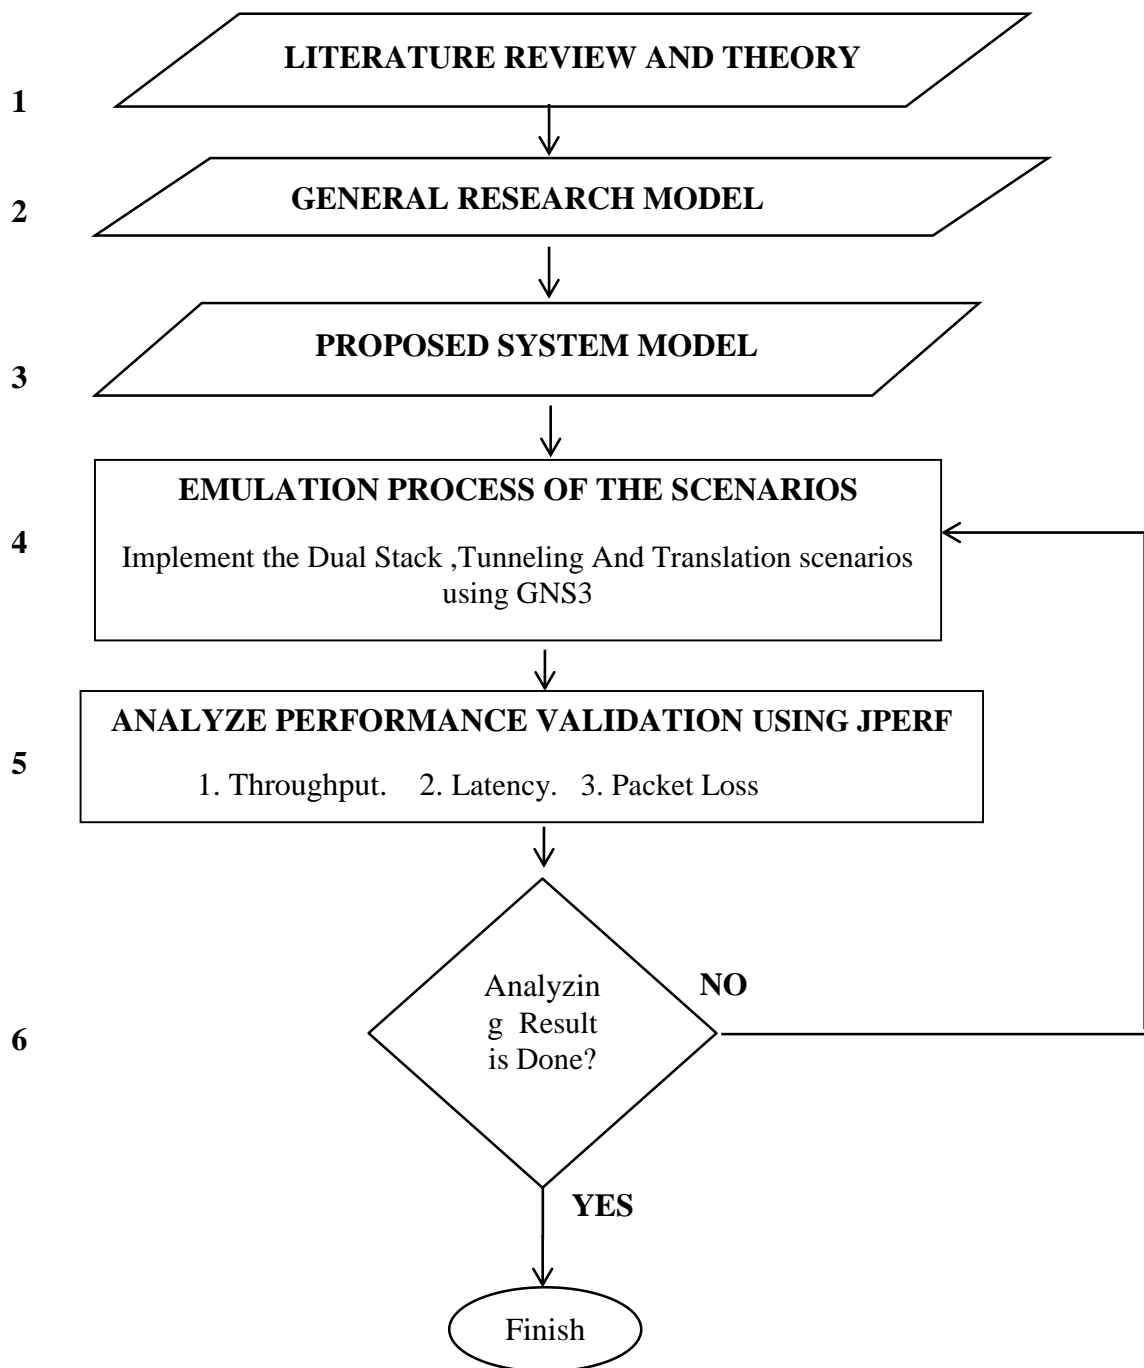 LITERATURE REVIEW AND THEORY
1
GENERAL RESEARCH MODEL
2
PROPOSED SYSTEM MODEL
3
EMULATION PROCESS OF THE SCENARIOS
4
Implement the Dual Stack ,Tunneling And Translation scenarios
using GNS3
ANALYZE PERFORMANCE VALIDATION USING JPERF
5
1. Throughput. 2. Latency. 3. Packet Loss
Analyzin
g Result
is Done?
NO
6
YES
Finish